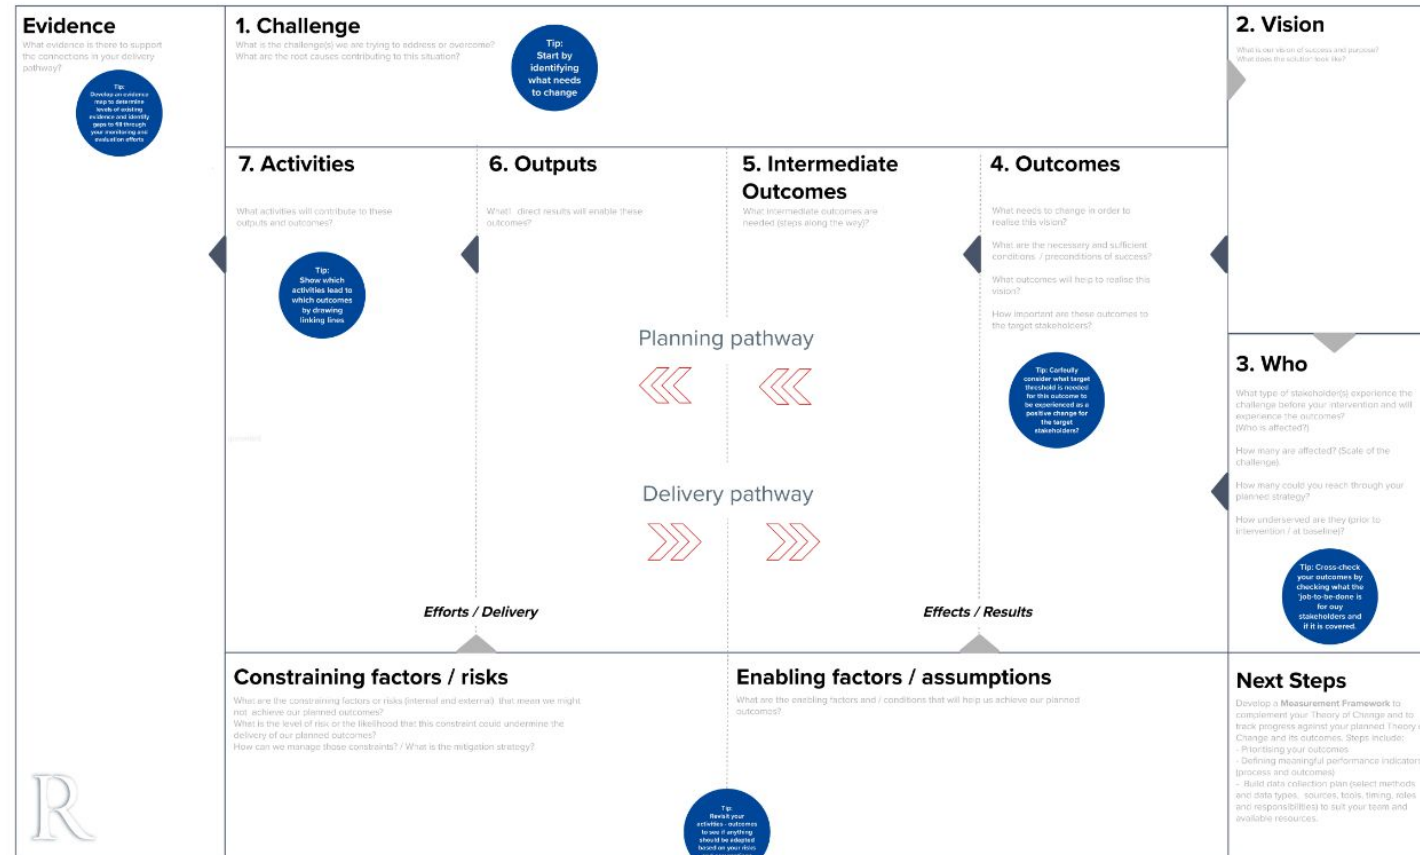 Evidence
What evidence is there to support
the connections in your delivery
pathway?
Tip:
Develop an evidence
map to determine
levels of existing
evidence and identify
gaps to fill through
your monitoring and
evaluation efforts
1. Challenge
What is the challenge(s) we are trying to address or overcome?
What are the root causes contributing to this situation?
Tip:
Start by
identifying
what needs
to change
2. Vision
What is our vision of success and purpose?
What does the solution look like?
7. Activities
What activities will contribute to these
outputs and outcomes?
Tip:
Show which
activities lead to
which outcomes
by drawing
linking lines
6. Outputs
What direct results will enable these
outcomes?
5. Intermediate
Outcomes
What intermediate outcomes are
needed (steps along the way)?
4. Outcomes
What needs to change in order to
realise this vision?
What are the necessary and sufficient
conditions / preconditions of success?
What outcomes will help to realise this
vision?
How important are these outcomes to
the target stakeholders?
Tip: Carfeully
consider what target
threshold is needed
for this outcome to
be experienced as a
positive change for
the target
stakeholders?
Planning pathway
Delivery pathway
Efforts / Delivery
Effects / Results
3. Who
What type of stakeholder(s) experience the
challenge before your intervention and will
experience the outcomes?
(Who is affected?)
How many are affected? (Scale of the
challenge).
How many could you reach through your
planned strategy?
How underserved are they (prior to
intervention / at baseline)?
Tip: Cross-check
your outcomes by
checking what the
'job-to-be-done is
for ouy
stakeholders and
if it is covered.
Constraining factors / risks
What are the constraining factors or risks (internal and external) that mean we might
not achieve our planned outcomes?
What is the level of risk or the likelihood that this constraint could undermine the
delivery of our planned outcomes?
How can we manage those constraints? / What is the mitigation strategy?
Enabling factors / assumptions
What are the enabling factors and / conditions that will help us achieve our planned
outcomes?
Tip:
Revisit your
activities - outcomes
to see if anything
should be adapted
based on your risks
Next Steps
Develop a Measurement Framework to
complement your Theory of Change and to
track progress against your planned Theory
Change and its outcomes. Steps include:
- Prioritising your outcomes
- Defining meaningful performance indicators
(process and outcomes)
- Build data collection plan (select methods
and data types, sources, tools, timing, roles
and responsibilities) to suit your team and
available resources.
R